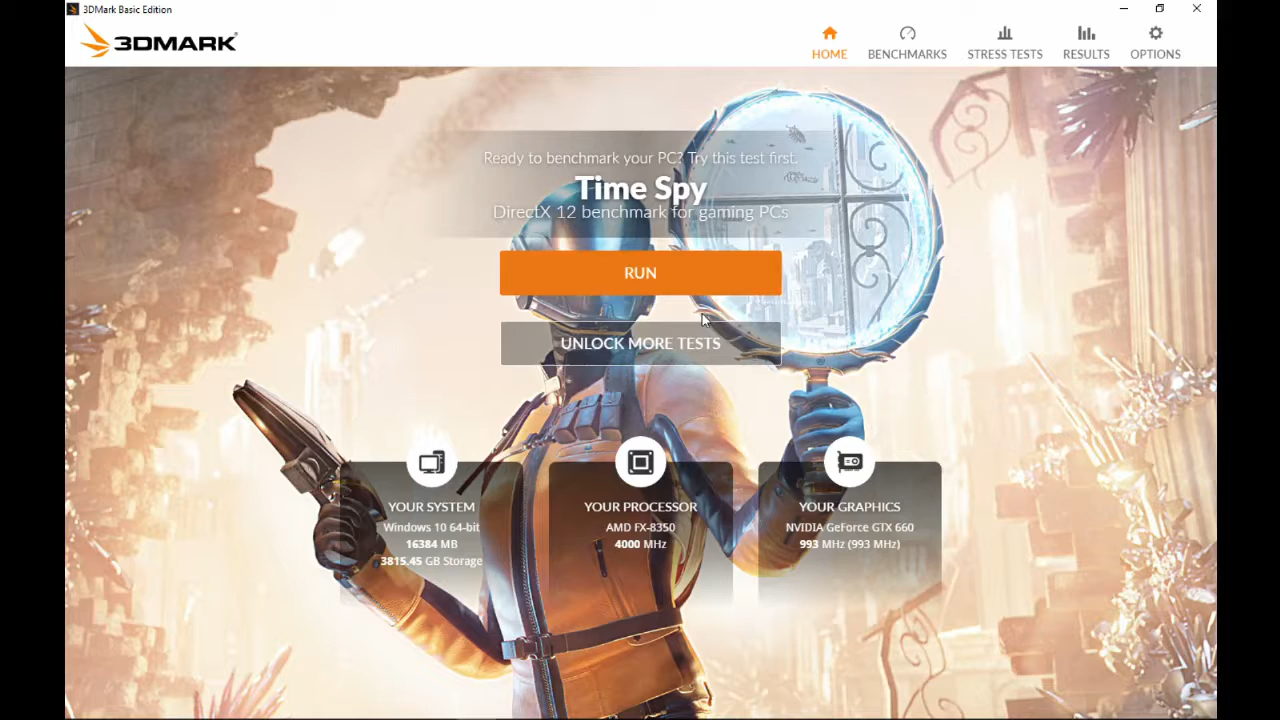 3DMark Basic Edition
3DMARK
HOME
BENCHMARKS
STRESS TESTS
RESULTS
OPTIONS
Ready to benchmark your PC? Try this test first.
Time Spy
DirectX 12 benchmark for gaming PCs
RUN
UNLOCK MORE TESTS
YOUR SYSTEM
Windows 10 64-bit
16384 MB
3815.45 GB Storage
YOUR PROCESSOR
AMD FX-8350
4000 MHz
YOUR GRAPHICS
NVIDIA GeForce GTX 660
993 MHz (993 MHz)